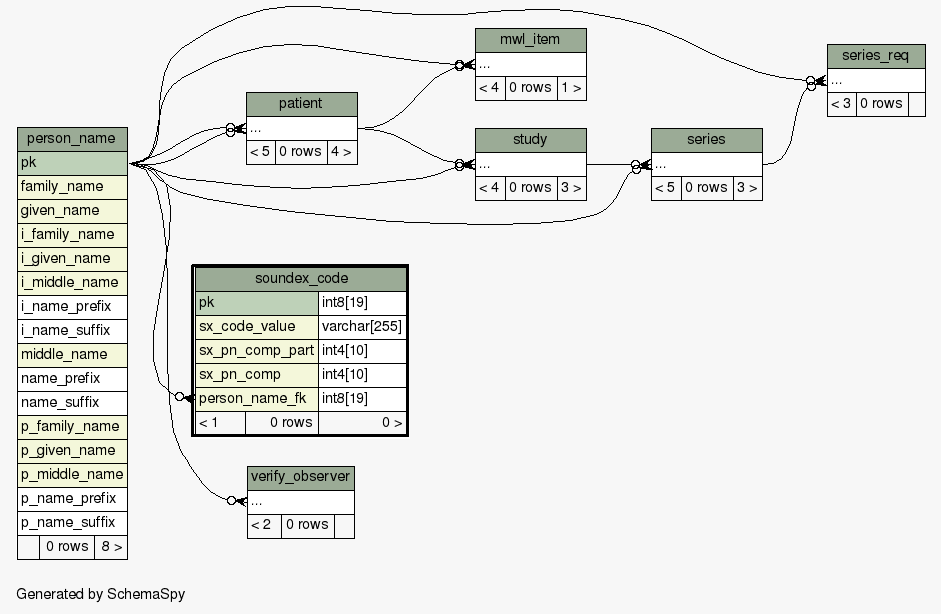 mwl_item
...
< 4 0 rows 1 >
series_req
...
< 3 0 rows
patient
...
< 5 0 rows 4 >
study
...
< 4 0 rows 3 >
series
...
< 5 0 rows 3 >
person_name
pk
family_name
given_name
i_family_name
i_given_name
i_middle_name
i_name_prefix
i_name_suffix
middle_name
name_prefix
name_suffix
p_family_name
p_given_name
p_middle_name
p_name_prefix
p_name_suffix
0 rows 8 >
soundex_code
pk int8[19]
sx_code_value varchar[255]
sx_pn_comp_part int4[10]
sx_pn_comp int4[10]
person_name_fk int8[19]
< 1 0 rows 0 >
verify_observer
...
< 2 0 rows
Generated by SchemaSpy